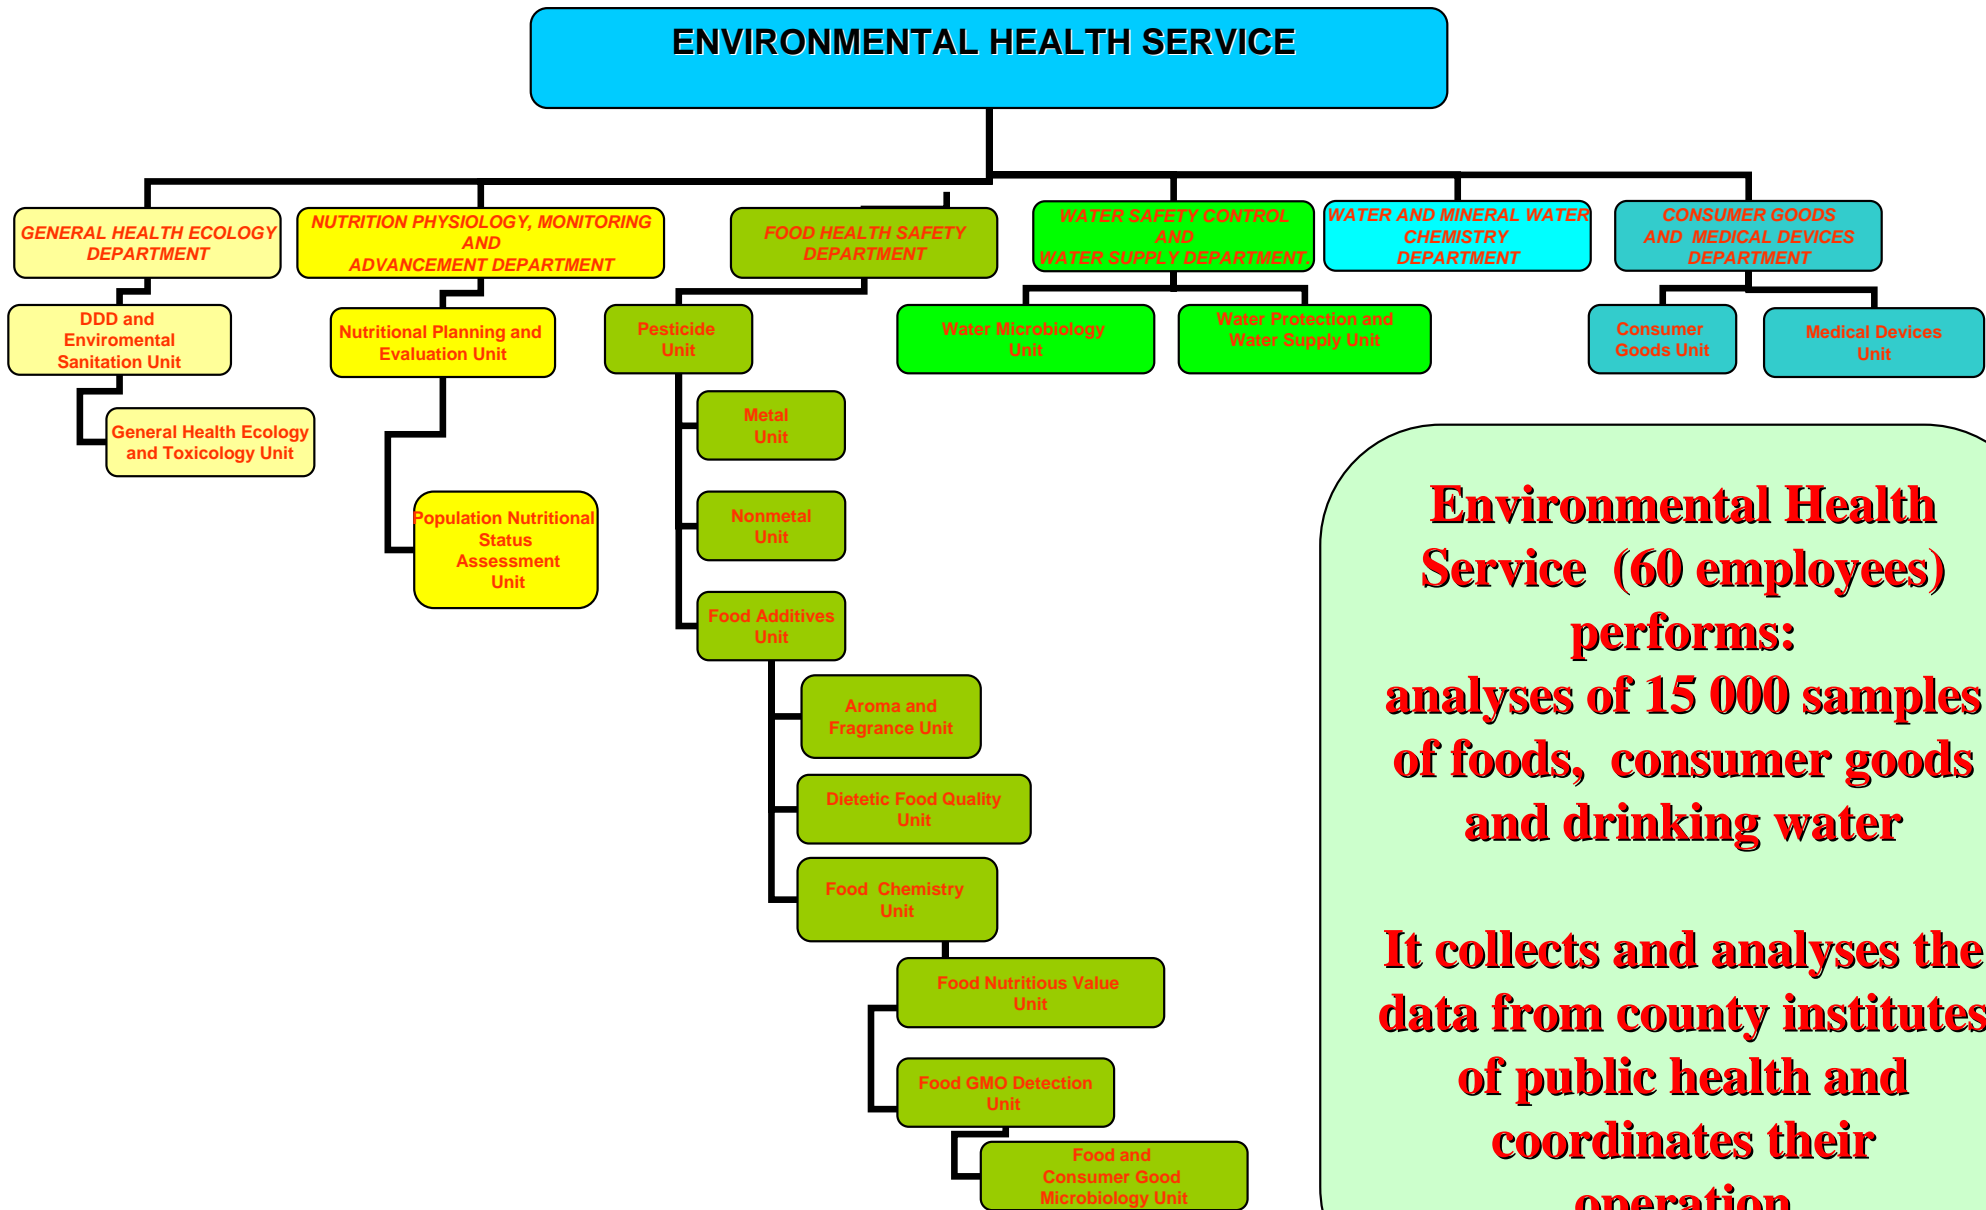 ENVIRONMENTAL HEALTH SERVICE
GENERAL HEALTH ECOLOGY
DEPARTMENT
NUTRITION PHYSIOLOGY, MONITORING
AND
ADVANCEMENT DEPARTMENT
FOOD HEALTH SAFETY
DEPARTMENT
WATER SAFETY CONTROL
AND
WATER SUPPLY DEPARTMENT.
WATER AND MINERAL WATER
CHEMISTRY
DEPARTMENT
CONSUMER GOODS
AND MEDICAL DEVICES
DEPARTMENT
DDD and
Enviromental
Sanitation Unit
Nutritional Planning and
Evaluation Unit
Pesticide
Unit
Water Microbiology
Unit
Water Protection and
Water Supply Unit
Consumer
Goods Unit
Medical Devices
Unit
General Health Ecology
and Toxicology Unit
Metal
Unit
Population Nutritional
Status
Assessment
Unit
Nonmetal
Unit
Food Additives
Unit
Aroma and
Fragrance Unit
Dietetic Food Quality
Unit
Food Chemistry
Unit
Food Nutritious Value
Unit
Food GMO Detection
Unit
Food and
Consumer Good
Microbiology Unit
Environmental Health
Service (60 employees)
performs:
analyses of 15 000 samples
of foods, consumer goods
and drinking water
It collects and analyses the
data from county institutes
of public health and
coordinates their
operation